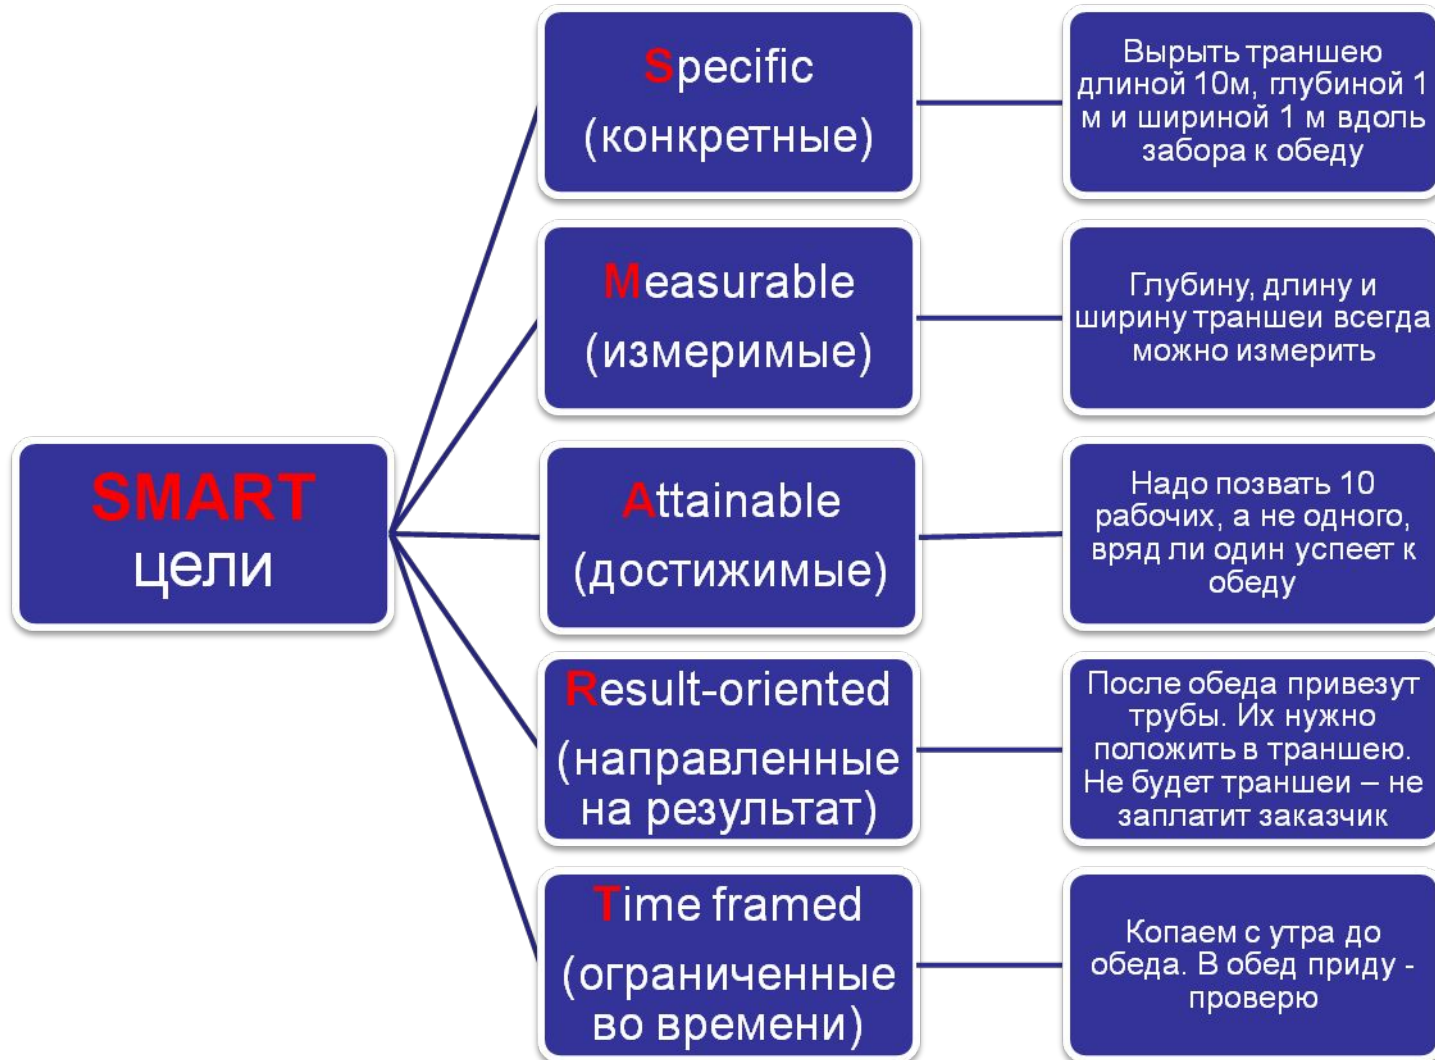 SMART
цели
Specific
(конкретные)
Вырыть траншею
длиной 10м, глубиной 1
м и шириной 1 м вдоль
забора к обеду
Measurable
(измеримые)
Глубину, длину и
ширину траншеи всегда
можно измерить
Attainable
(достижимые)
Надо позвать 10
рабочих, а не одного,
вряд ли один успеет к
обеду
Result-oriented
(направленные
на результат)
После обеда привезут
трубы. Их нужно
положить в траншею.
Не будет траншеи – не
заплатит заказчик
Time framed
(ограниченные
во времени)
Копаем с утра до
обеда. В обед приду -
проверю